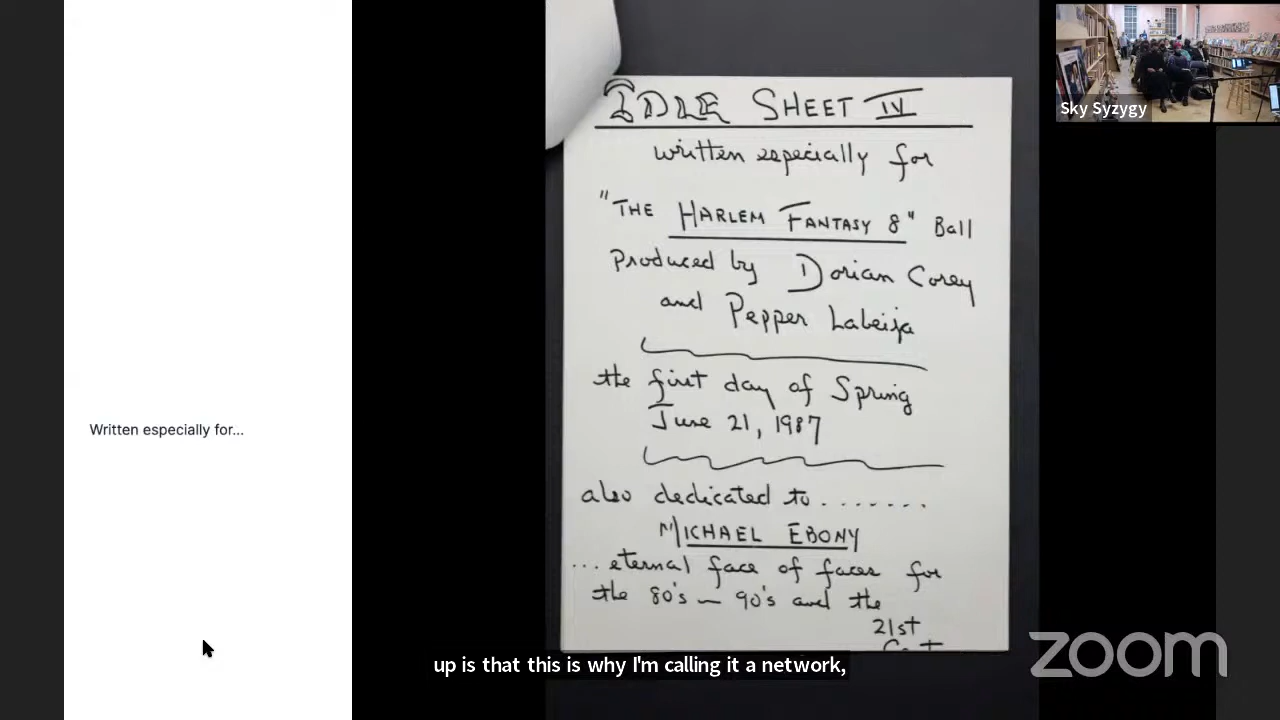 IDLE SHEET IV
written especially for
"THE HARLEM FANTASY 8" Ball
Produced by Dorian Corey
and Pepper Labeija
the first day of Spring
June 21, 1987
also dedicated to.......
MICHAEL EBONY
...eternal face of faces for
the 80's — 90's and the
21st
Written especially for...
Sky Syzygy
up is that this is why I'm calling it a network,
zoom